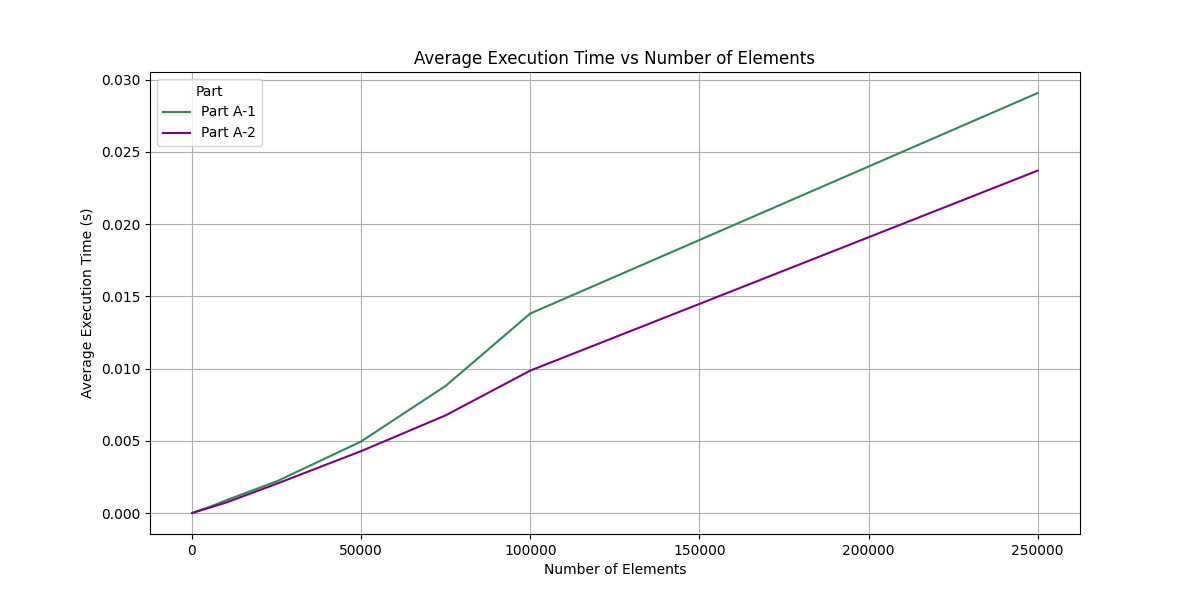 Average Execution Time vs Number of Elements
Part
Part A-1
Part A-2
0.030
0.025
0.020
0.015
0.010
0.005
0.000
Average Execution Time (s)
0
50000
100000
150000
200000
250000
Number of Elements